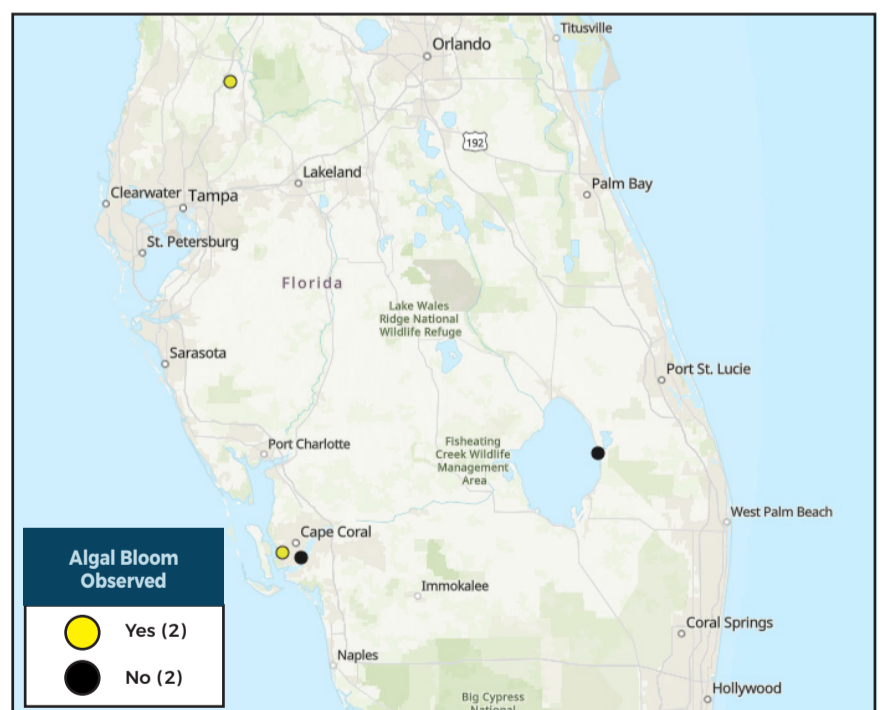 Titusville
Orlando
192
Lakeland
Palm Bay
Clearwater
Tampa
St. Petersburg
Florida
Lake Wales
Ridge National
Wildlife Refuge
Sarasota
Port St. Lucie
Port Charlotte
Fisheating
Creek Wildlife
Management
Area
West Palm Beach
Cape Coral
Algal Bloom
Observed
Yes (2)
No (2)
Immokalee
Coral Springs
Naples
Hollywood
Big Cypress
National